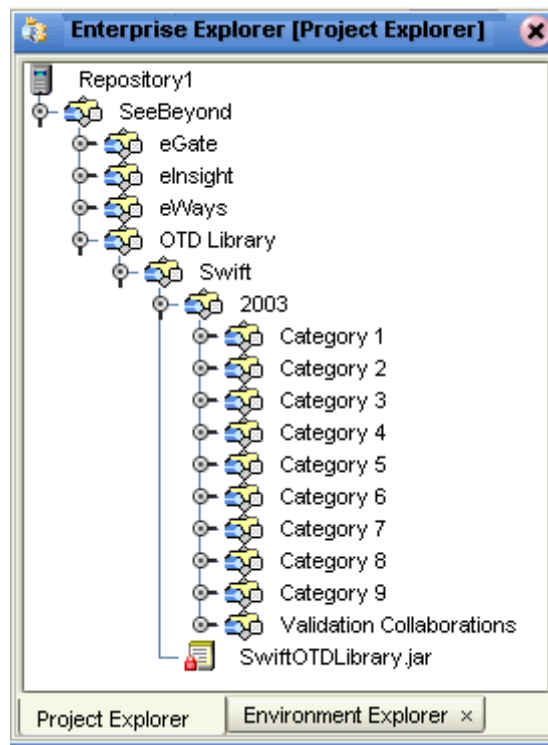 Enterprise Explorer [Project Explorer]
Repository1
SeeBeyond
eGate
eInsight
eWays
OTD Library
Swift
2003
Category 1
Category 2
Category 3
Category 4
Category 5
Category 6
Category 7
Category 8
Category 9
Validation Collaborations
SwiftOTDLibrary.jar
Project Explorer Environment Explorer ×